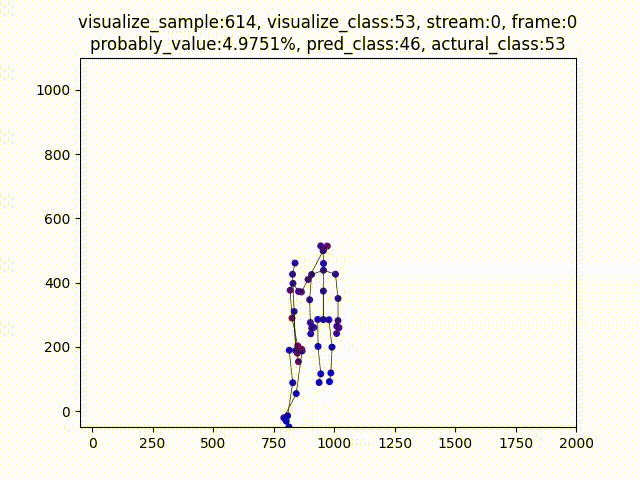 visualize_sample:614, visualize_class:53, stream:0, frame:0
probably_value:4.9751%, pred_class:46, actural_class:53
1000
800
600
400
200
0
0 250 500 750 1000 1250 1500 1750 2000